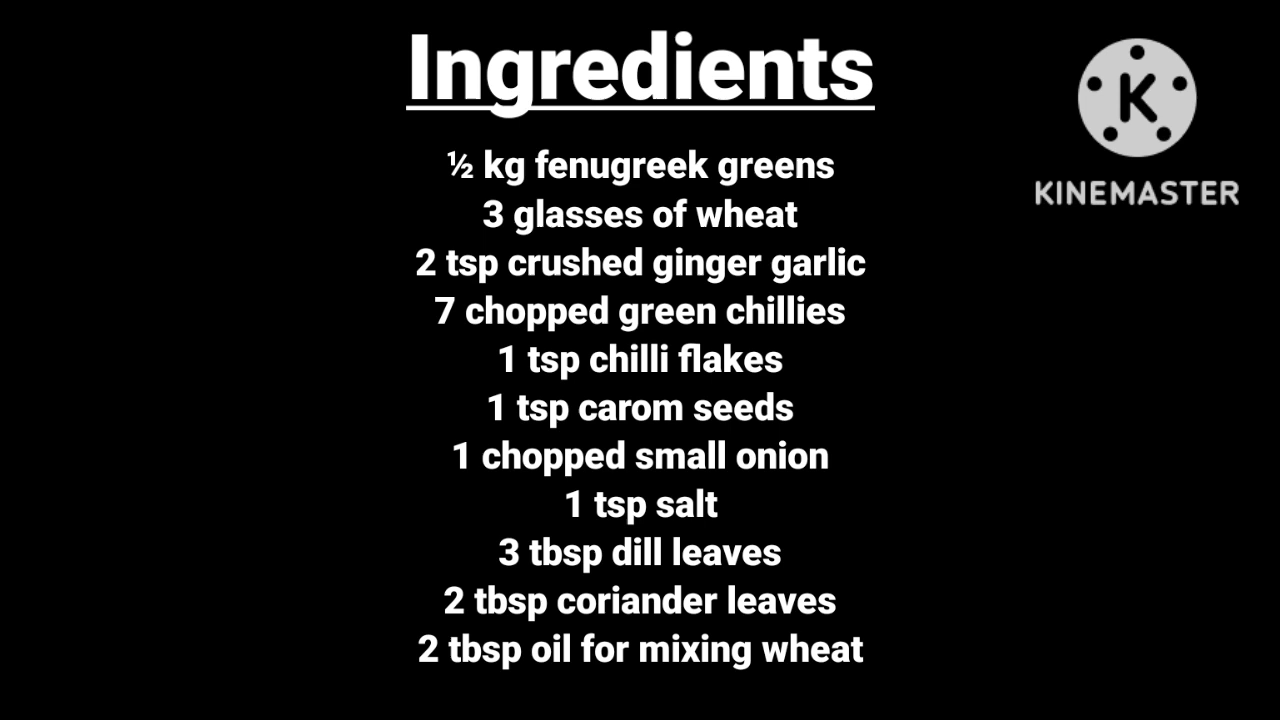 Ingredients
½ kg fenugreek greens
3 glasses of wheat
2 tsp crushed ginger garlic
7 chopped green chillies
1 tsp chilli flakes
1 tsp carom seeds
1 chopped small onion
1 tsp salt
3 tbsp dill leaves
2 tbsp coriander leaves
2 tbsp oil for mixing wheat
K
KINEMASTER